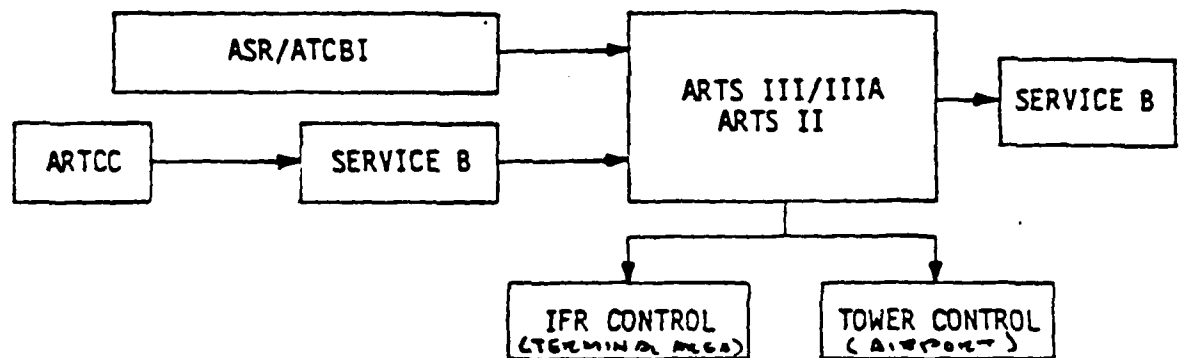 ASR/ATCBI
ARTS III/IIIA
ARTS II
SERVICE B
ARTCC
SERVICE B
IFR CONTROL
(TERMINAL AREA)
TOWER CONTROL
(AIRPORT)